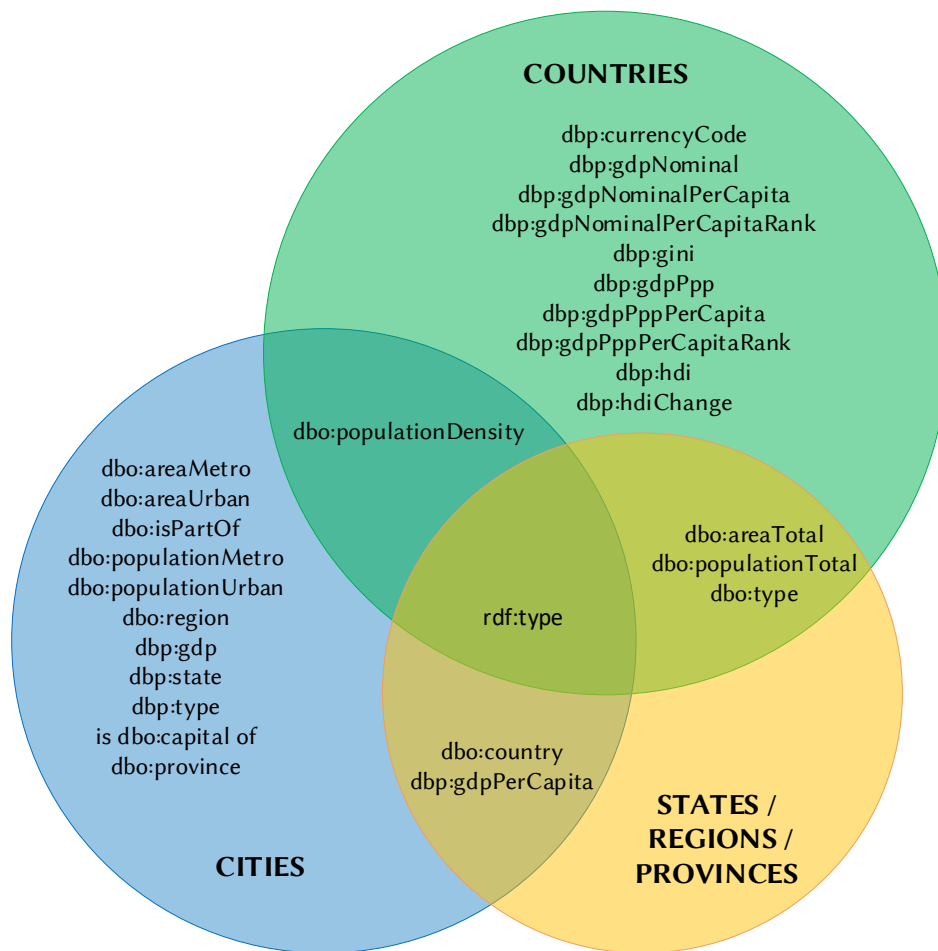 COUNTRIES
dbp:currencyCode
dbp:gdpNominal
dbp:gdpNominalPerCapita
dbp:gdpNominalPerCapitaRank
dbp:gini
dbp:gdpPpp
dbp:gdpPppPerCapita
dbp:gdpPppPerCapitaRank
dbp:hdi
dbp:hdiChange
dbo:populationDensity
dbo:areaMetro
dbo:areaUrban
dbo:isPartOf
dbo:populationMetro
dbo:populationUrban
dbo:region
dbp:gdp
dbp:state
dbp:type
is dbo:capital of
dbo:province
dbo:areaTotal
dbo:populationTotal
dbo:type
rdf:type
dbo:country
dbp:gdpPerCapita
STATES /
REGIONS /
PROVINCES
CITIES